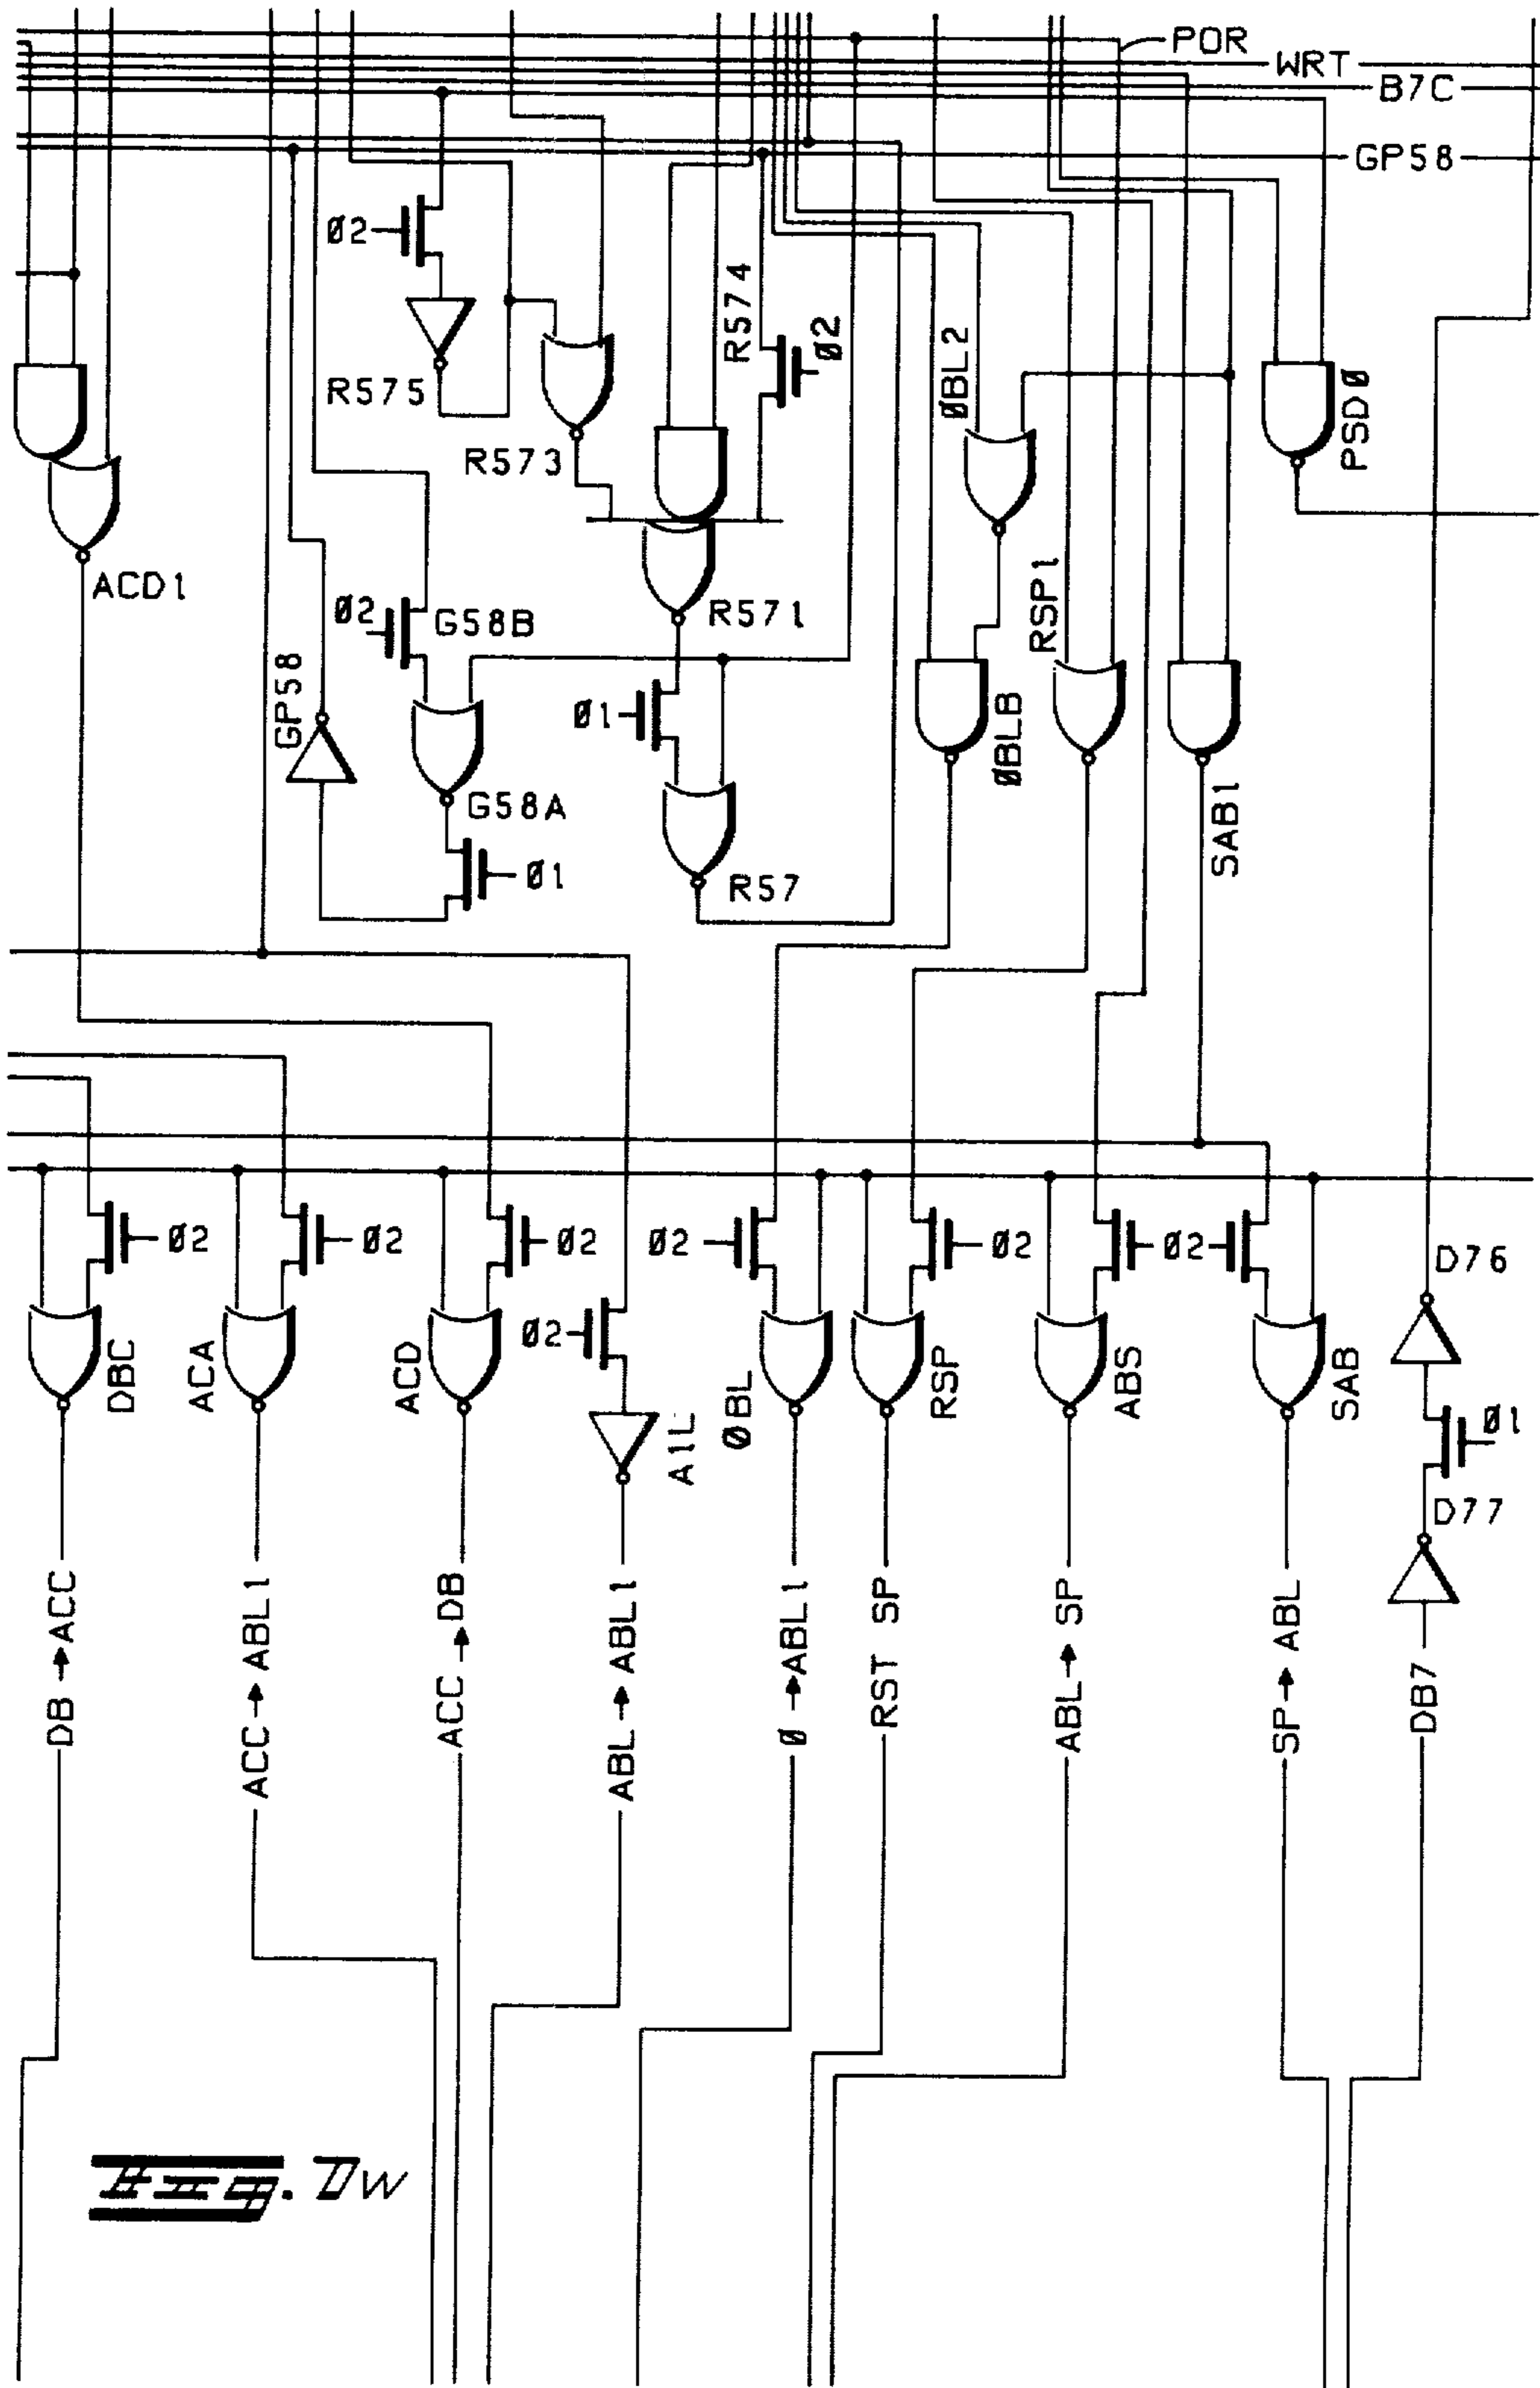 POR
WRT
B7C
GP58
Ø2
R575
R573
R574
Ø2
ØBL2
PSDØ
ACD1
Ø2
G58B
GP58
G58A
Ø1
R571
Ø1
R57
ØBLB
RSP1
SAB1
Ø2
Ø2
Ø2
Ø2
Ø2
Ø2
Ø2
Ø2
D76
DBC
ACA
ACD
A1L
ØBL
RSP
ABS
SAB
Ø1
D77
DB → ACC
ACC → ABL1
ACC → DB
ABL → ABL1
Ø → ABL1
RST SP
ABL → SP
SP → ABL
DB7
Fig. 7w